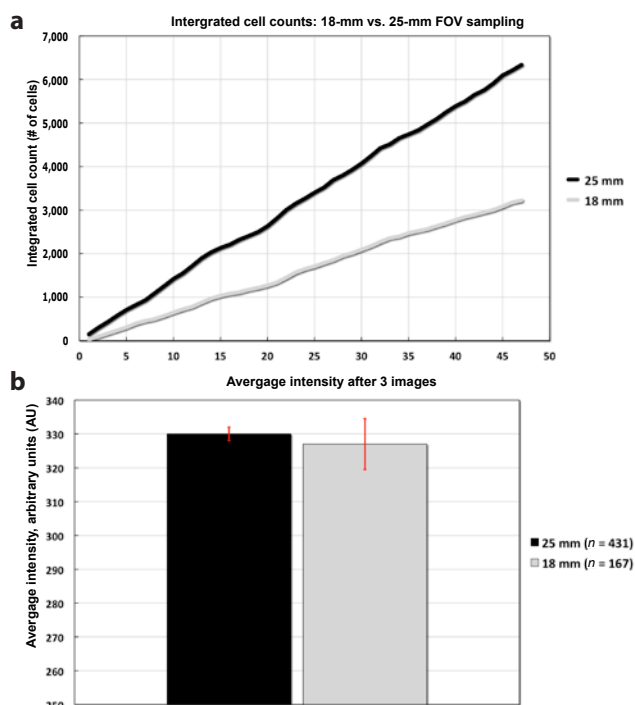 a
Intergrated cell counts: 18-mm vs. 25-mm FOV sampling
7,000
6,000
5,000
4,000
3,000
2,000
1,000
0
Integrated cell count (# of cells)
0 5 10 15 20 25 30 35 40 45 50
25 mm
18 mm
b
Avergage intensity after 3 images
340
330
320
310
300
290
280
270
260
Avergage intensity, arbitrary units (AU)
25 mm (n = 431)
18 mm (n = 167)